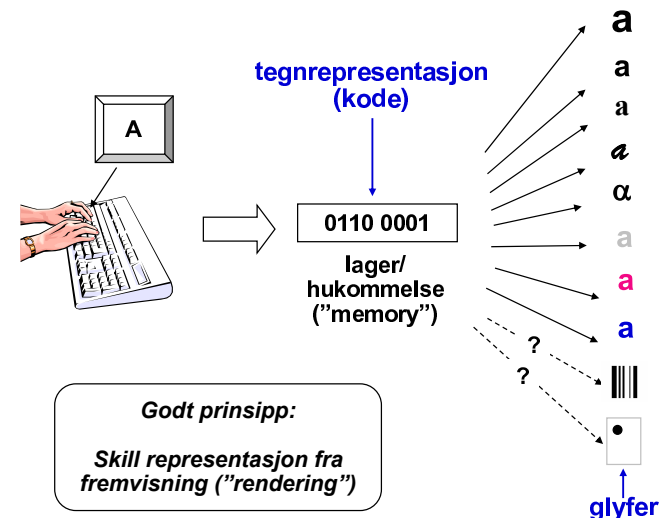 tegnrepresentasjon
(kode)
A
0110 0001
lager/
hukommelse
("memory")
a
a
a
a
α
a
a
a
?
?
glyfer
Godt prinsipp:
Skill representasjon fra
fremvisning ("rendering")